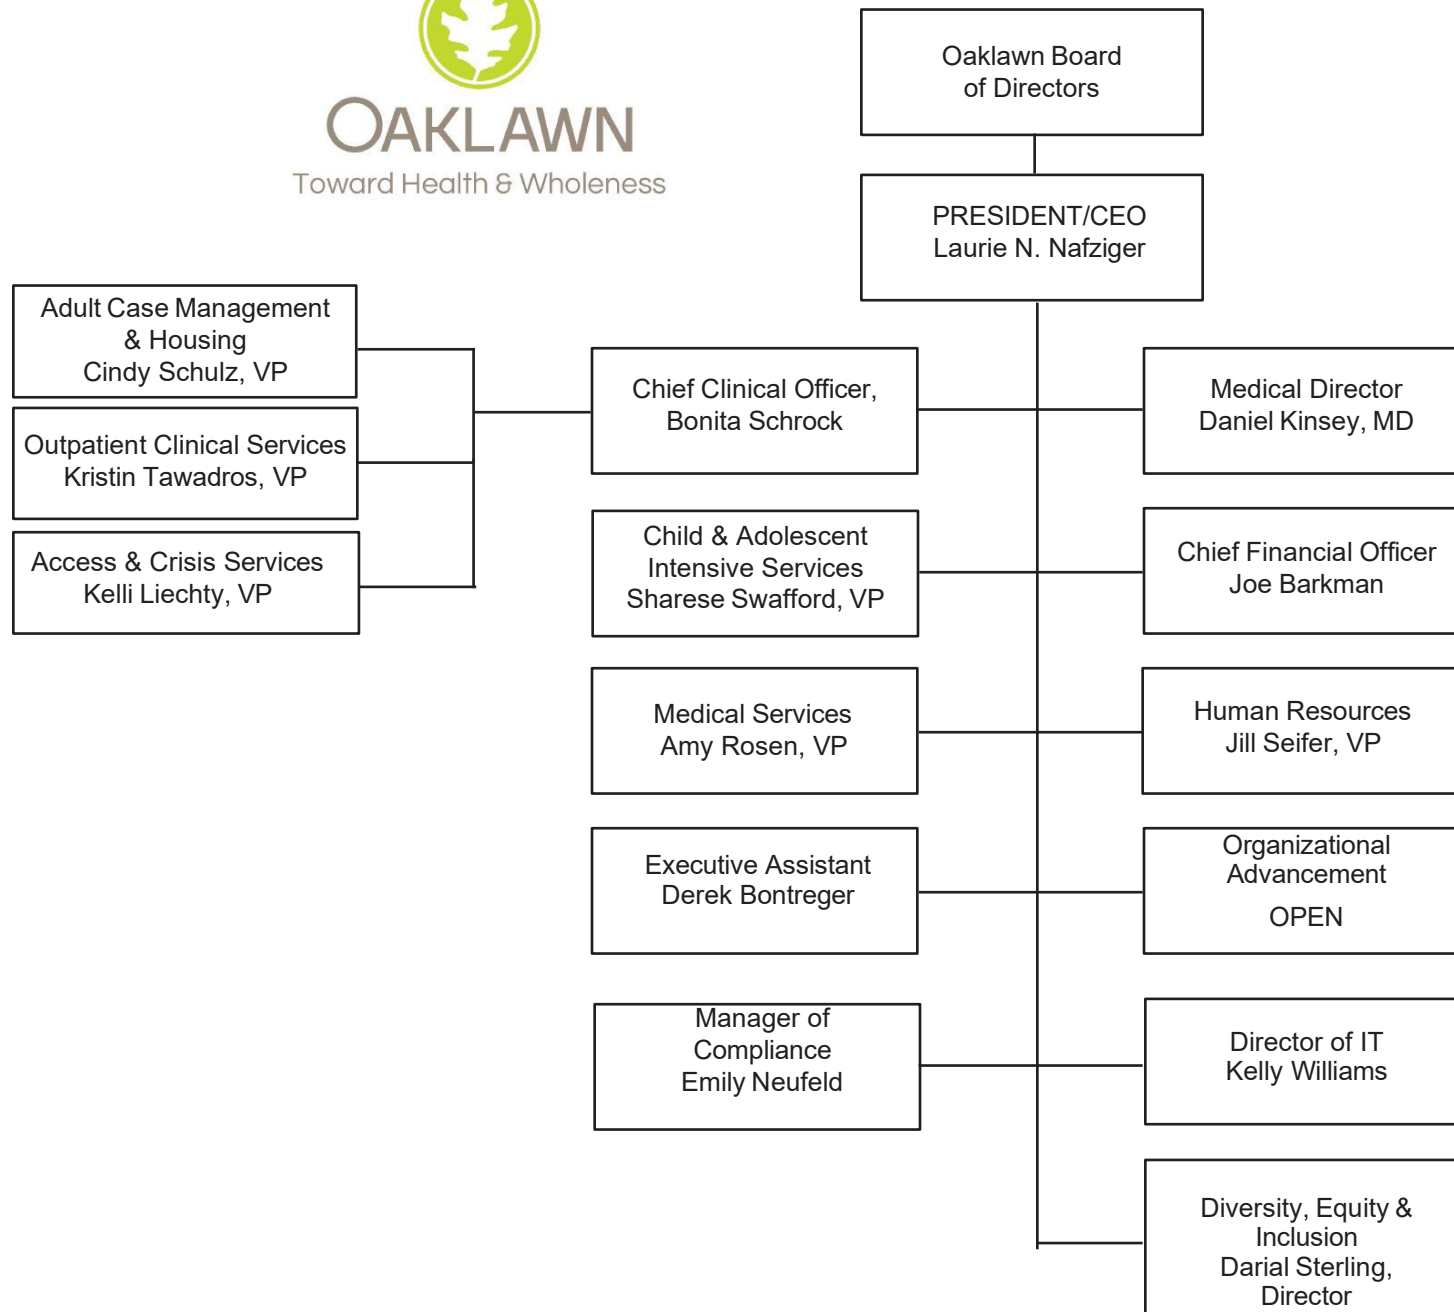 OAKLAWN
Toward Health & Wholeness
Oaklawn Board
of Directors
PRESIDENT/CEO
Laurie N. Nafziger
Adult Case Management
& Housing
Cindy Schulz, VP
Outpatient Clinical Services
Kristin Tawadros, VP
Access & Crisis Services
Kelli Liechty, VP
Chief Clinical Officer,
Bonita Schrock
Medical Director
Daniel Kinsey, MD
Child & Adolescent
Intensive Services
Sharese Swafford, VP
Chief Financial Officer
Joe Barkman
Medical Services
Amy Rosen, VP
Human Resources
Jill Seifer, VP
Executive Assistant
Derek Bontreger
Organizational
Advancement
OPEN
Manager of
Compliance
Emily Neufeld
Director of IT
Kelly Williams
Diversity, Equity &
Inclusion
Darial Sterling,
Director